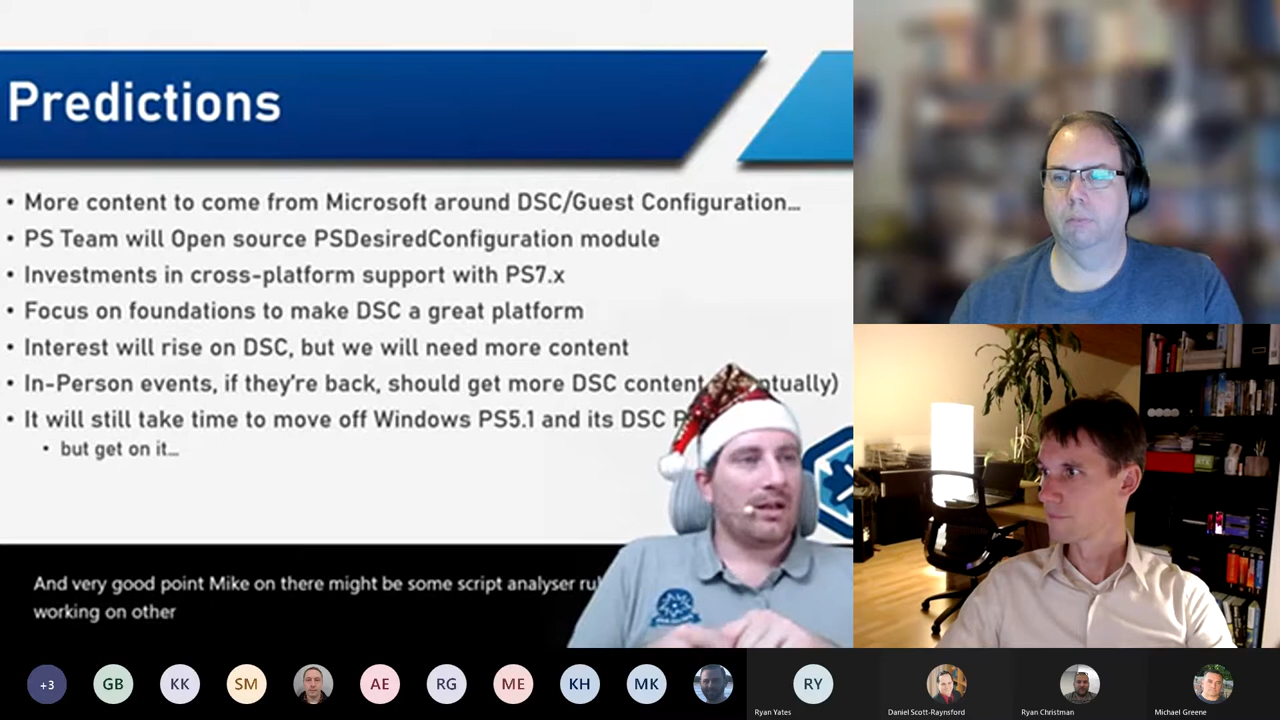 Predictions
• More content to come from Microsoft around DSC/Guest Configuration…
• PS Team will Open source PSDesiredConfiguration module
• Investments in cross-platform support with PS7.x
• Focus on foundations to make DSC a great platform
• Interest will rise on DSC, but we will need more content
• In-Person events, if they're back, should get more DSC content
• It will still take time to move off Windows PS5.1 and its DSC
• but get on it…
And very good point Mike on there might be some script analyser
working on other
+3 GB KK SM AE RG ME KH MK RY
Ryan Yates Daniel Scott-Raynsford Ryan Christman Michael Greene